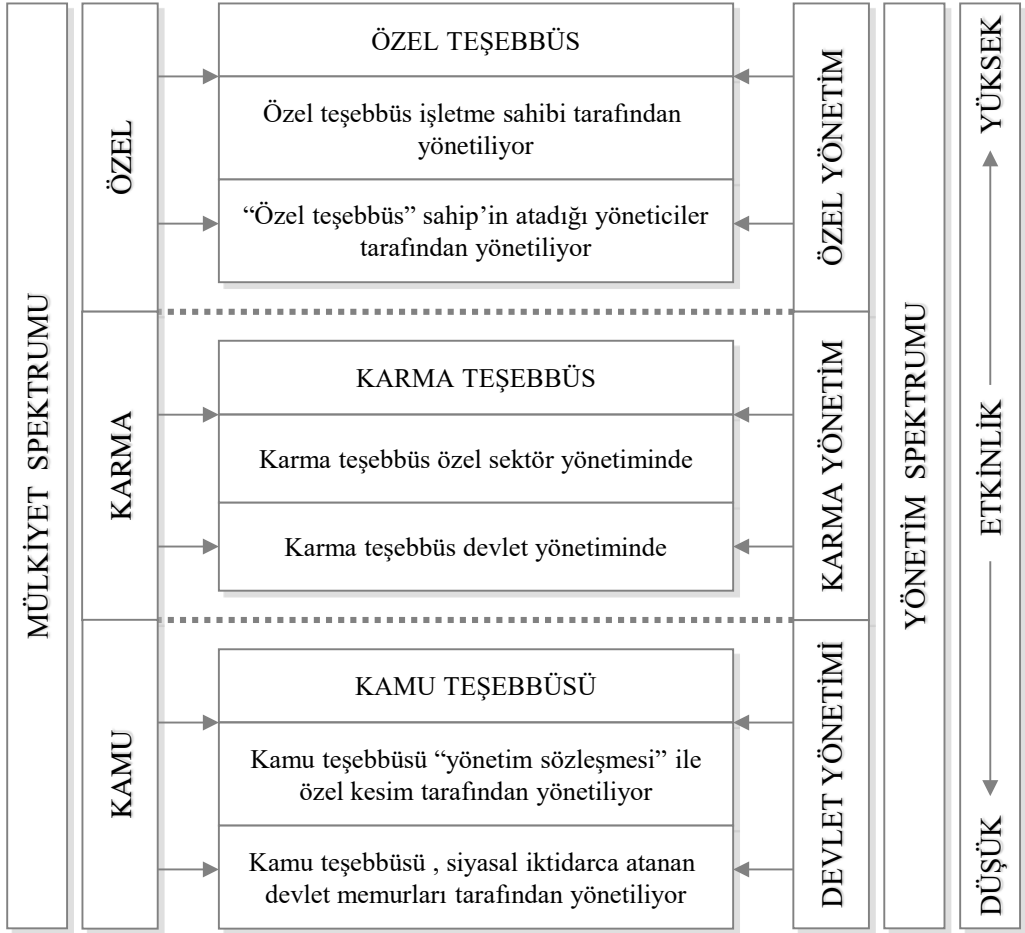 MÜLKİYET SPEKTRUMU
ÖZEL
KARMA
KAMU
ÖZEL TEŞEBBÜS
Özel teşebbüs işletme sahibi tarafından
yönetiliyor
“Özel teşebbüs” sahip’in atadığı yöneticiler
tarafından yönetiliyor
KARMA TEŞEBBÜS
Karma teşebbüs özel sektör yönetiminde
Karma teşebbüs devlet yönetiminde
KAMU TEŞEBBÜSÜ
Kamu teşebbüsü “yönetim sözleşmesi” ile
özel kesim tarafından yönetiliyor
Kamu teşebbüsü , siyasal iktidarca atanan
devlet memurları tarafından yönetiliyor
ÖZEL YÖNETİM
KARMA YÖNETİM
DEVLET YÖNETİMİ
YÖNETİM SPEKTRUMU
YÜKSEK
ETKİNLİK
DÜŞÜK